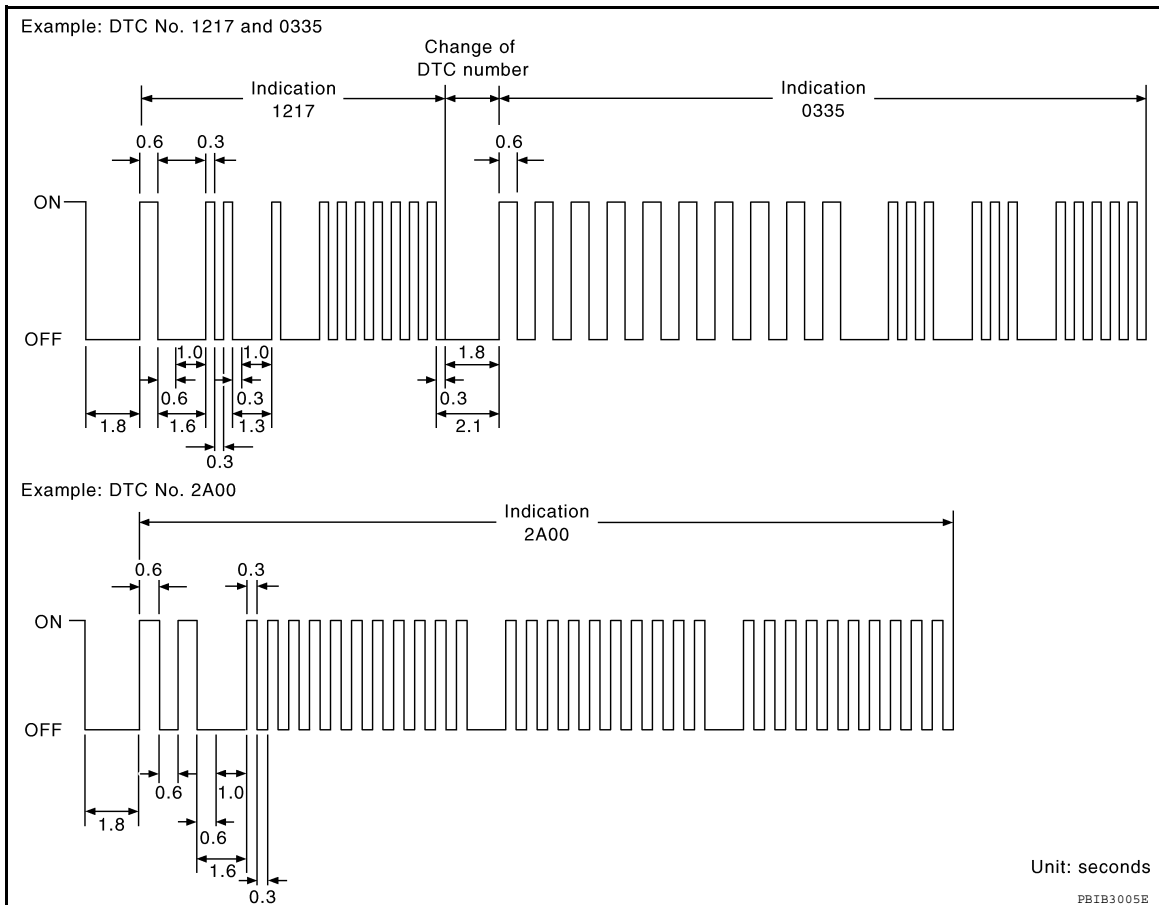 Example: DTC No. 1217 and 0335
Change of
DTC number
Indication
1217
Indication
0335
0.6
0.3
0.6
ON
OFF
1.0
1.0
1.8
0.6
0.3
0.3
1.8
1.6
1.3
2.1
0.3
Example: DTC No. 2A00
Indication
2A00
0.6
0.3
ON
OFF
0.6
1.0
1.8
0.6
1.6
0.3
Unit: seconds
PBIB3005E